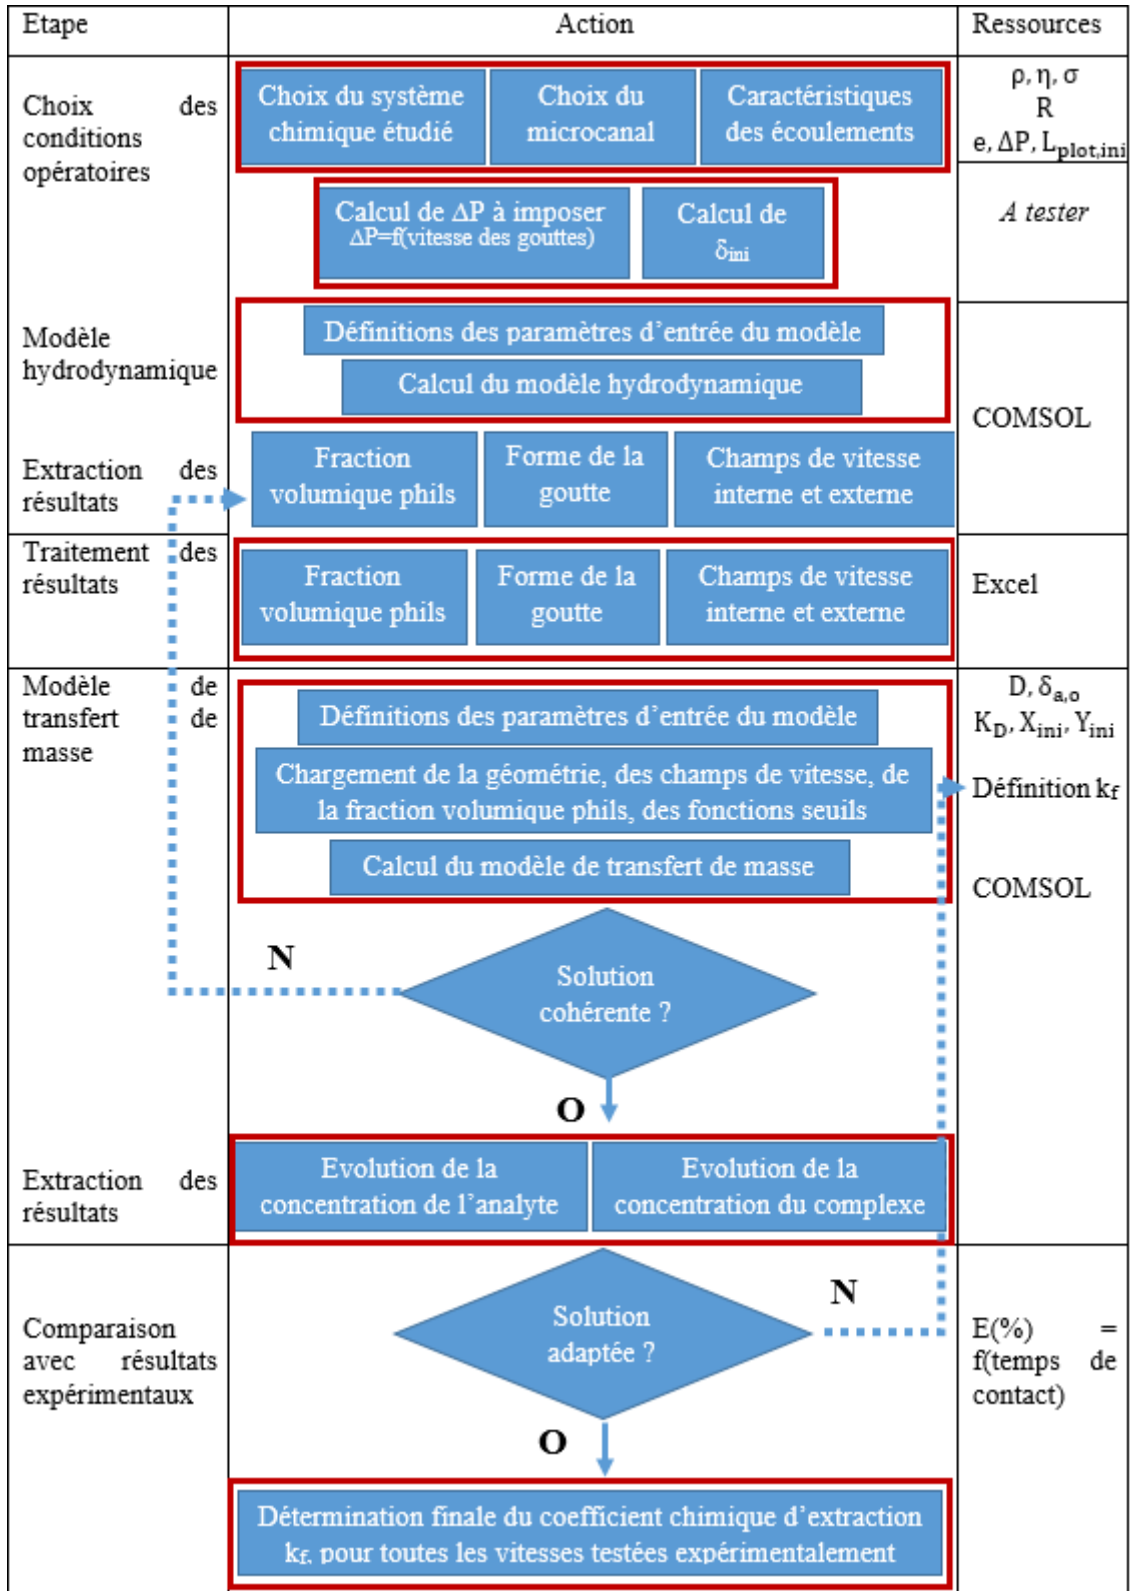 Etape
Action
Ressources
Choix des
conditions
opératoires
Choix du système
chimique étudié
Choix du
microcanal
Caractéristiques
des écoulements
ρ, η, σ
R
e, ΔP, Lplot,ini
Calcul de ΔP à imposer
ΔP=f(vitesse des gouttes)
Calcul de
δini
A tester
Modèle
hydrodynamique
Définitions des paramètres d’entrée du modèle
Calcul du modèle hydrodynamique
COMSOL
Extraction des
résultats
Fraction
volumique phils
Forme de la
goutte
Champs de vitesse
interne et externe
Traitement des
résultats
Fraction
volumique phils
Forme de la
goutte
Champs de vitesse
interne et externe
Excel
Modèle de
transfert de
masse
Définitions des paramètres d’entrée du modèle
Chargement de la géométrie, des champs de vitesse, de
la fraction volumique phils, des fonctions seuils
Calcul du modèle de transfert de masse
D, δa,o
KD, Xini, Yini
Définition kf
COMSOL
N
Solution
cohérente ?
O
Extraction des
résultats
Evolution de la
concentration de l’analyte
Evolution de la
concentration du complexe
Comparaison
avec résultats
expérimentaux
Solution
adaptée ?
N
E(%) =
f(temps de
contact)
O
Détermination finale du coefficient chimique d’extraction
kf, pour toutes les vitesses testées expérimentalement